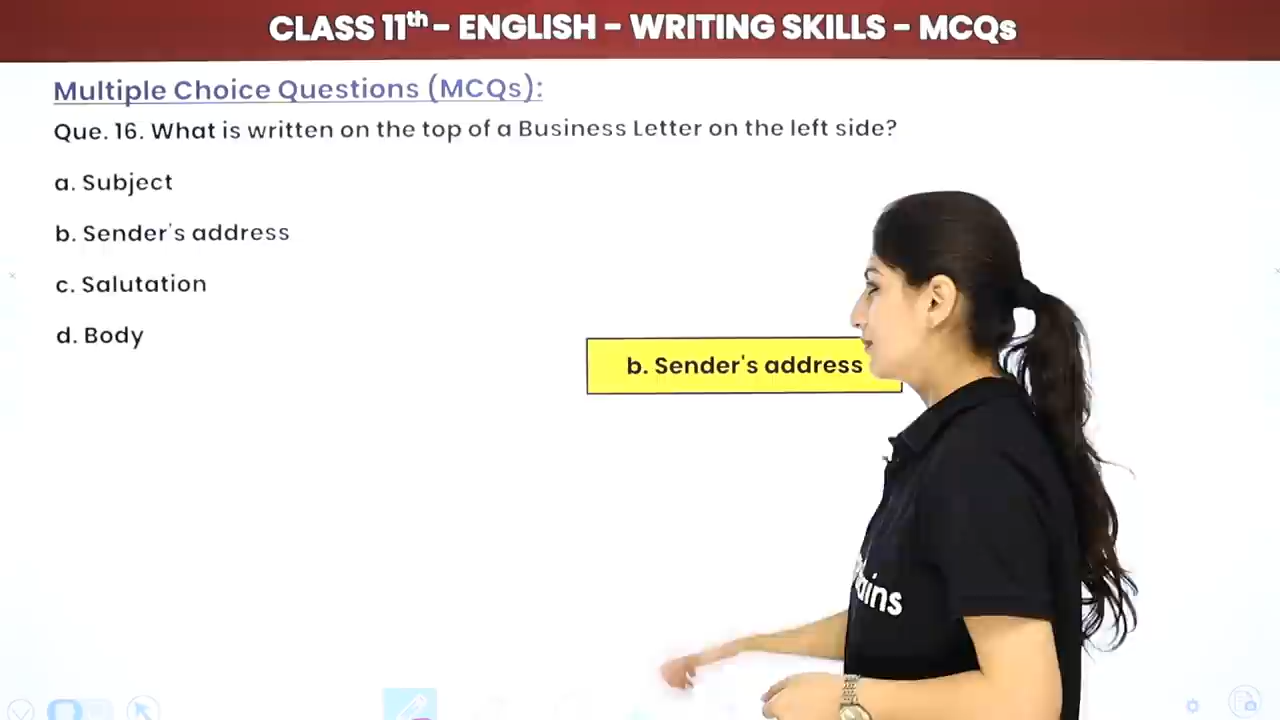 CLASS 11th - ENGLISH - WRITING SKILLS - MCQs
Multiple Choice Questions (MCQs):
Que. 16. What is written on the top of a Business Letter on the left side?
a. Subject
b. Sender's address
c. Salutation
d. Body
b. Sender's address